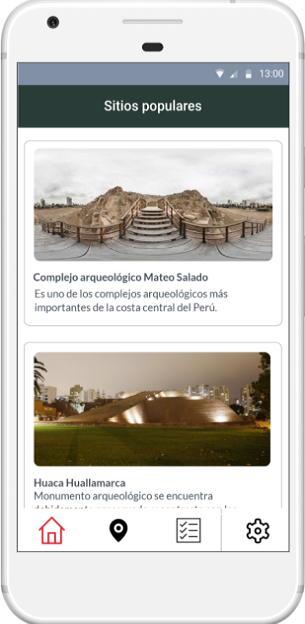 13:00
Sitios populares
Complejo arqueológico Mateo Salado
Es uno de los complejos arqueológicos más
importantes de la costa central del Perú.
Huaca Huallamarca
Monumento arqueológico se encuentra